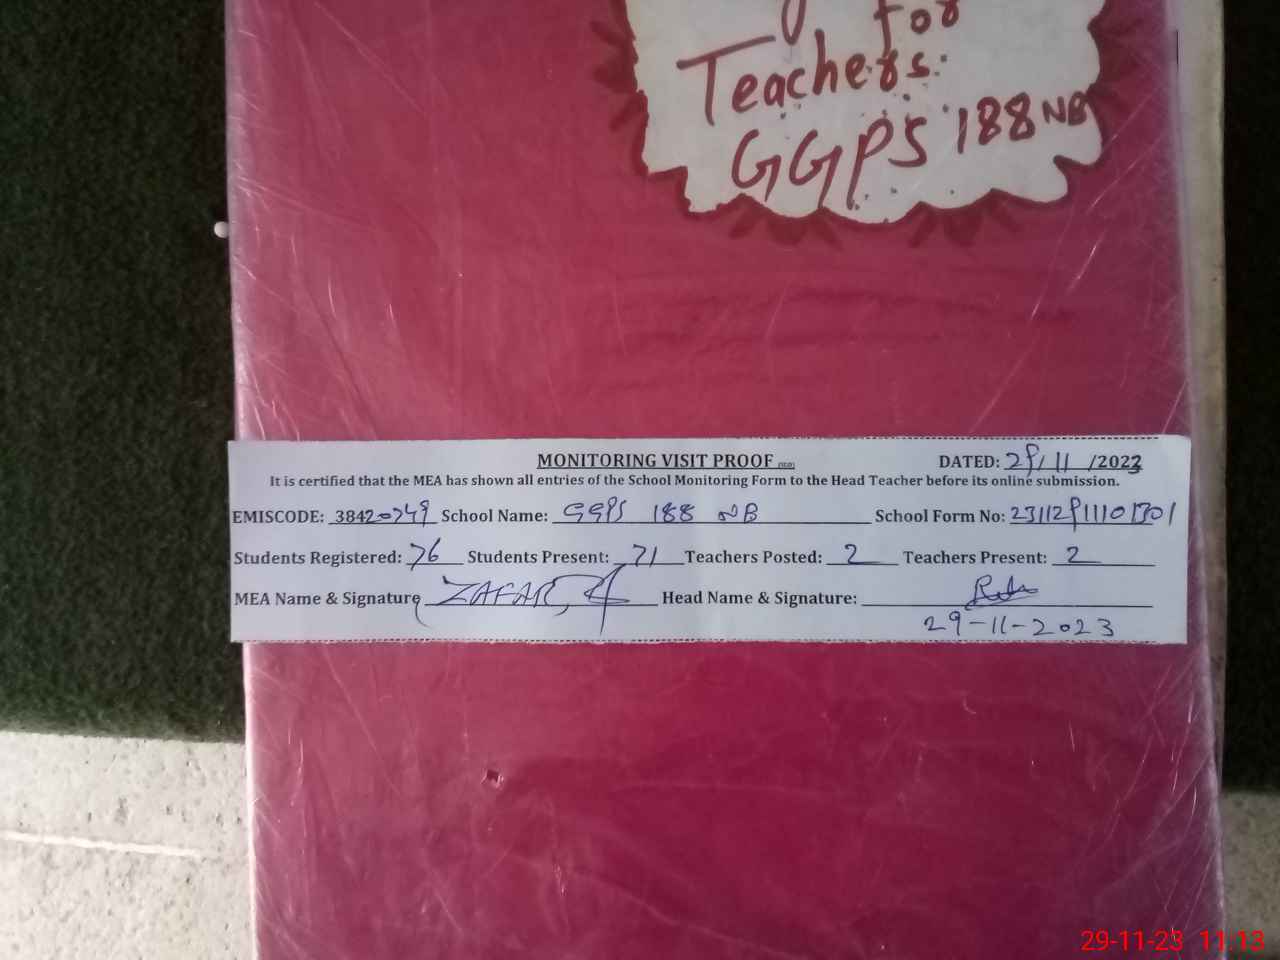 for
Teachers.
GGPS 188 NB
MONITORING VISIT PROOF
DATED: 29/11/2023
It is certified that the MEA has shown all entries of the School Monitoring Form to the Head Teacher before its online submission.
EMISCODE: 38420749 School Name: GGPS 188 NB School Form No:
Students Registered: 76 Students Present: 71 Teachers Posted: 2 Teachers Present: 2
MEA Name & Signature ZAFAR Head Name & Signature:
29-11-2023
29-11-23 11:13